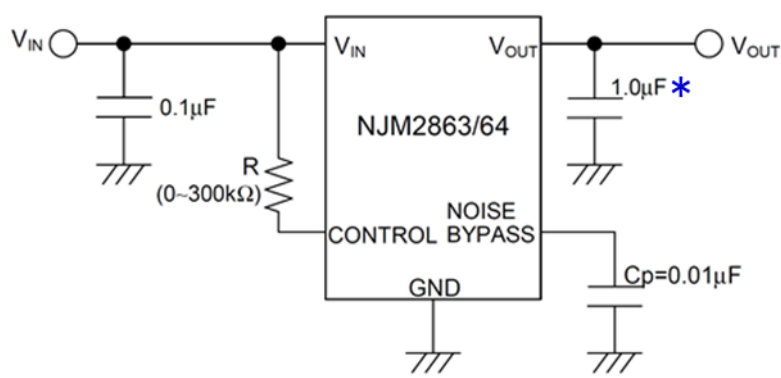 VIN
VIN
VOUT
VOUT
0.1μF
1.0μF*
NJM2863/64
R
(0~300kΩ)
CONTROL
NOISE
BYPASS
Cp=0.01μF
GND